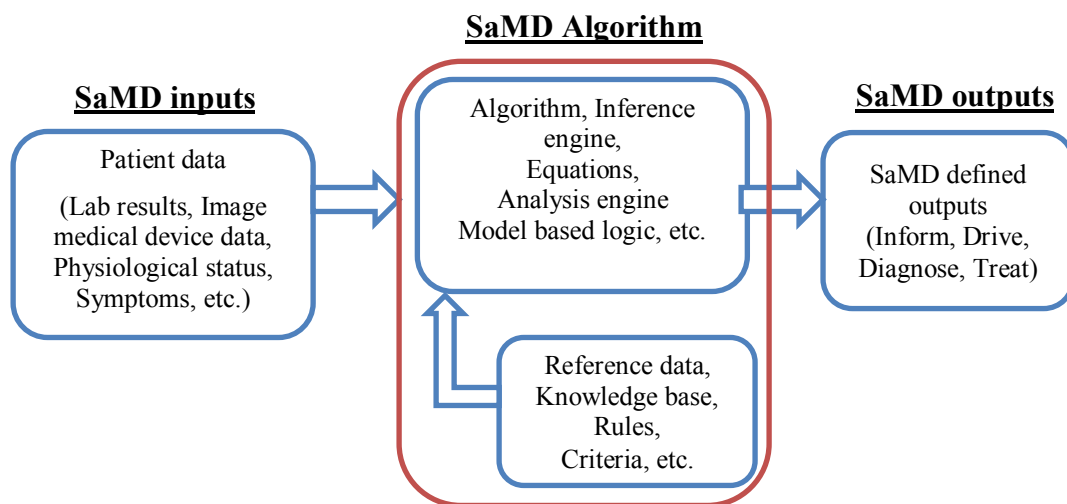 SaMD Algorithm
SaMD inputs
SaMD outputs
Patient data
(Lab results, Image
medical device data,
Physiological status,
Symptoms, etc.)
Algorithm, Inference
engine,
Equations,
Analysis engine
Model based logic, etc.
Reference data,
Knowledge base,
Rules,
Criteria, etc.
SaMD defined
outputs
(Inform, Drive,
Diagnose, Treat)